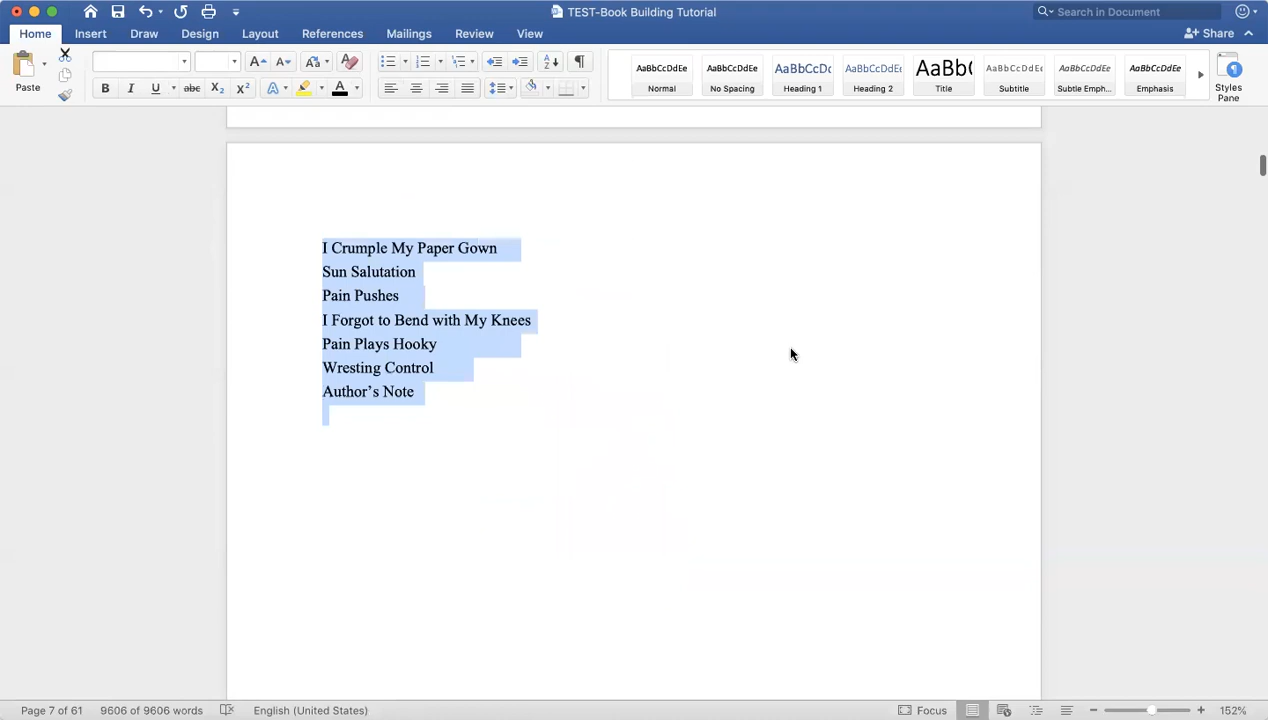 TEST-Book Building Tutorial
Search in Document
Home Insert Draw Design Layout References Mailings Review View
Share
Paste
AaBbCcDdEe AaBbCcDdEe AaBbCcDc AaBbCcDdEe AaBbC AaBbCcDdEe AaBbCcDdEe AaBbCcDdEe
Normal No Spacing Heading 1 Heading 2 Title Subtitle Subtle Emph... Emphasis
Styles
Pane
I Crumple My Paper Gown
Sun Salutation
Pain Pushes
I Forgot to Bend with My Knees
Pain Plays Hooky
Wresting Control
Author’s Note
Page 7 of 61 9606 of 9606 words English (United States) Focus 152%